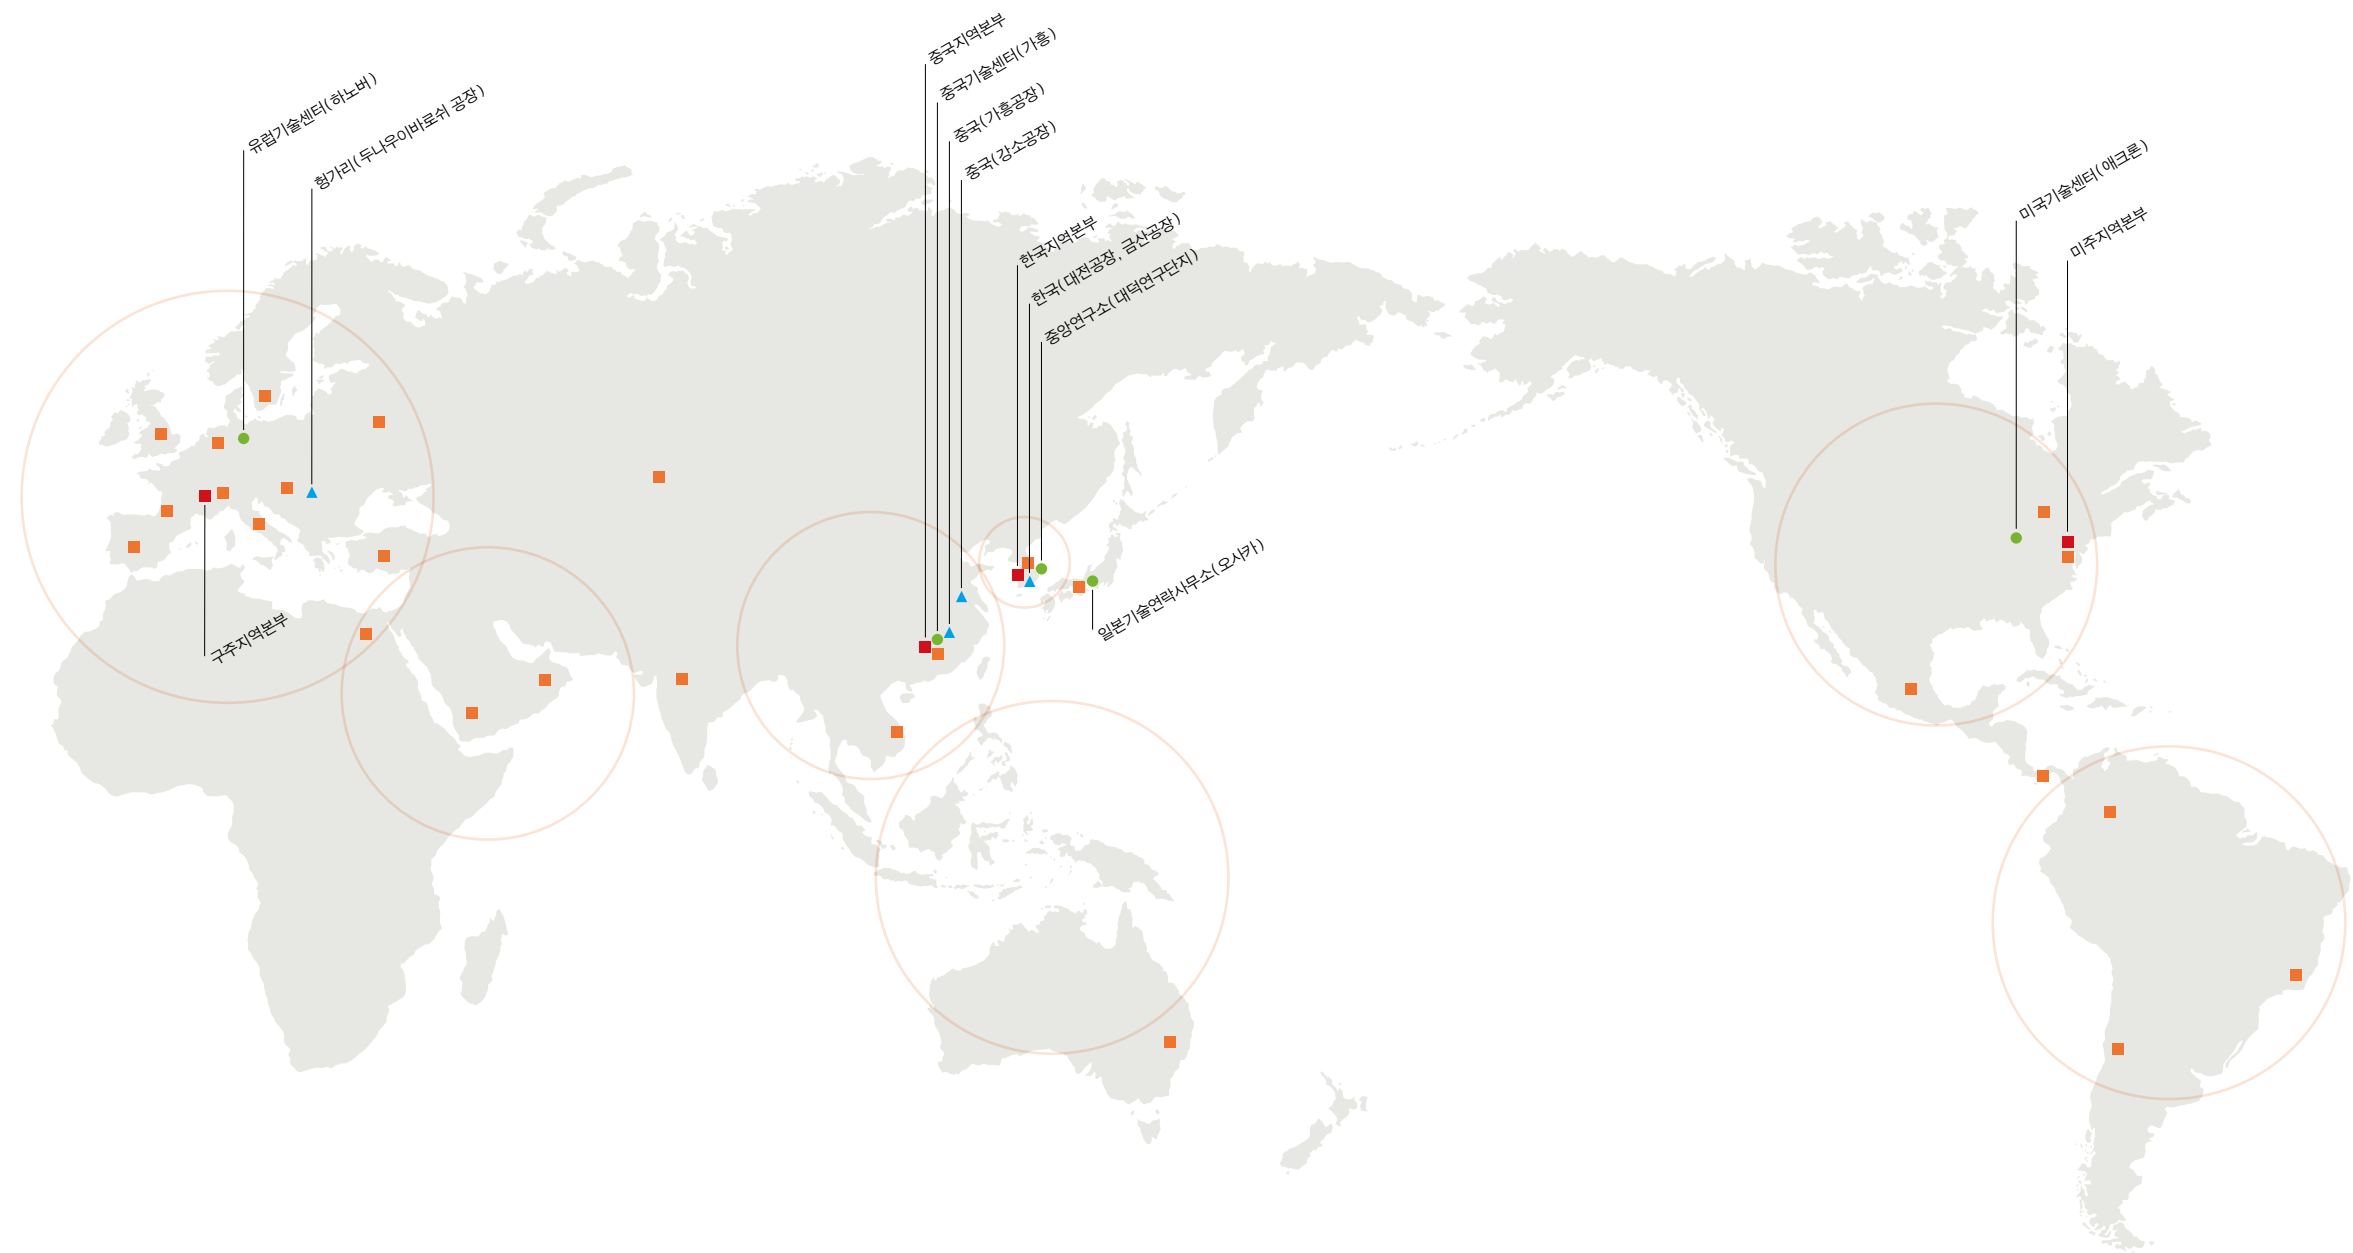 유럽기술센터(하노버)
헝가리(두나우이바로쉬 공장)
구주지역본부
중국지역본부
중국기술센터(가흥)
중국(가흥공장)
중국(강소공장)
한국지역본부
한국(대전공장, 금산공장)
중앙연구소(대덕연구단지)
일본기술연락사무소(오사카)
미국기술센터(애크론)
미주지역본부